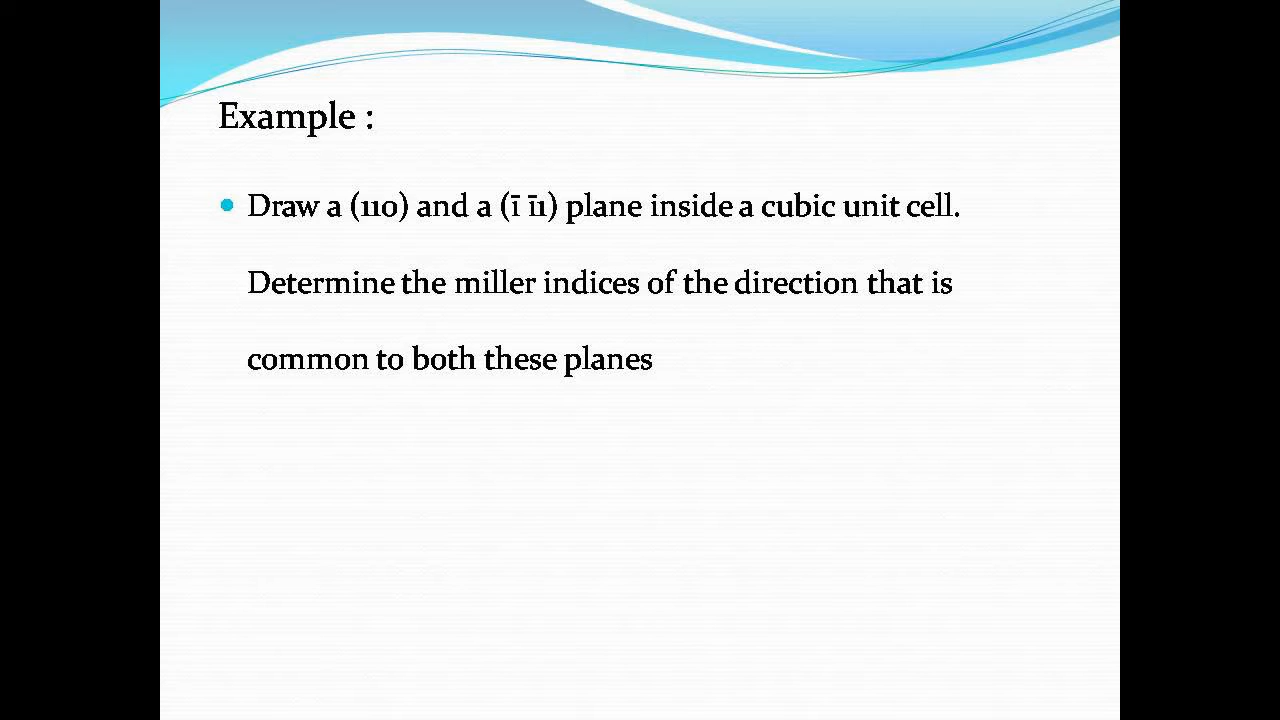 Example :
• Draw a (110) and a (ī ī1) plane inside a cubic unit cell.
Determine the miller indices of the direction that is
common to both these planes